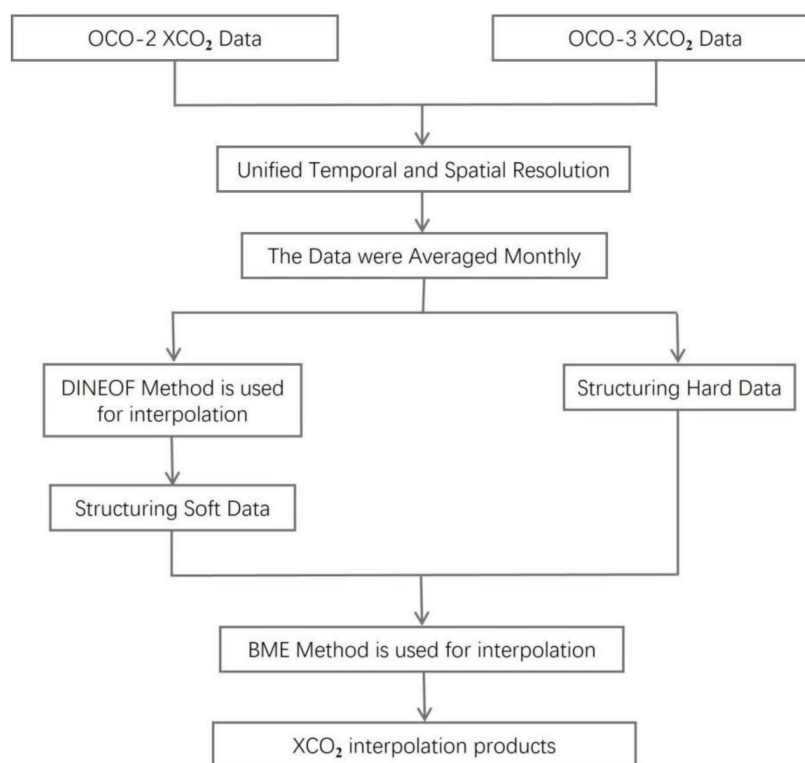 OCO-2 XCO₂ Data
OCO-3 XCO₂ Data
Unified Temporal and Spatial Resolution
The Data were Averaged Monthly
DINEOF Method is used
for interpolation
Structuring Hard Data
Structuring Soft Data
BME Method is used for interpolation
XCO₂ interpolation products